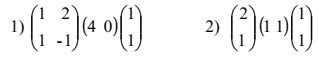 1) (1 2; 1 -1)(4 0)(1; 1) 2) (2; 1)(1 1)(1; 1)